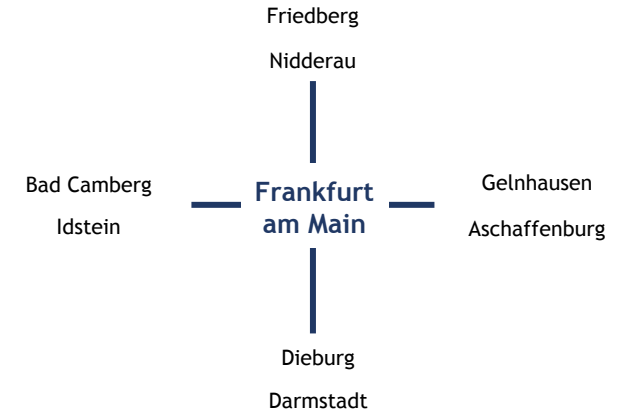 Friedberg
Nidderau
Bad Camberg
Idstein
Frankfurt
am Main
Gelnhausen
Aschaffenburg
Dieburg
Darmstadt